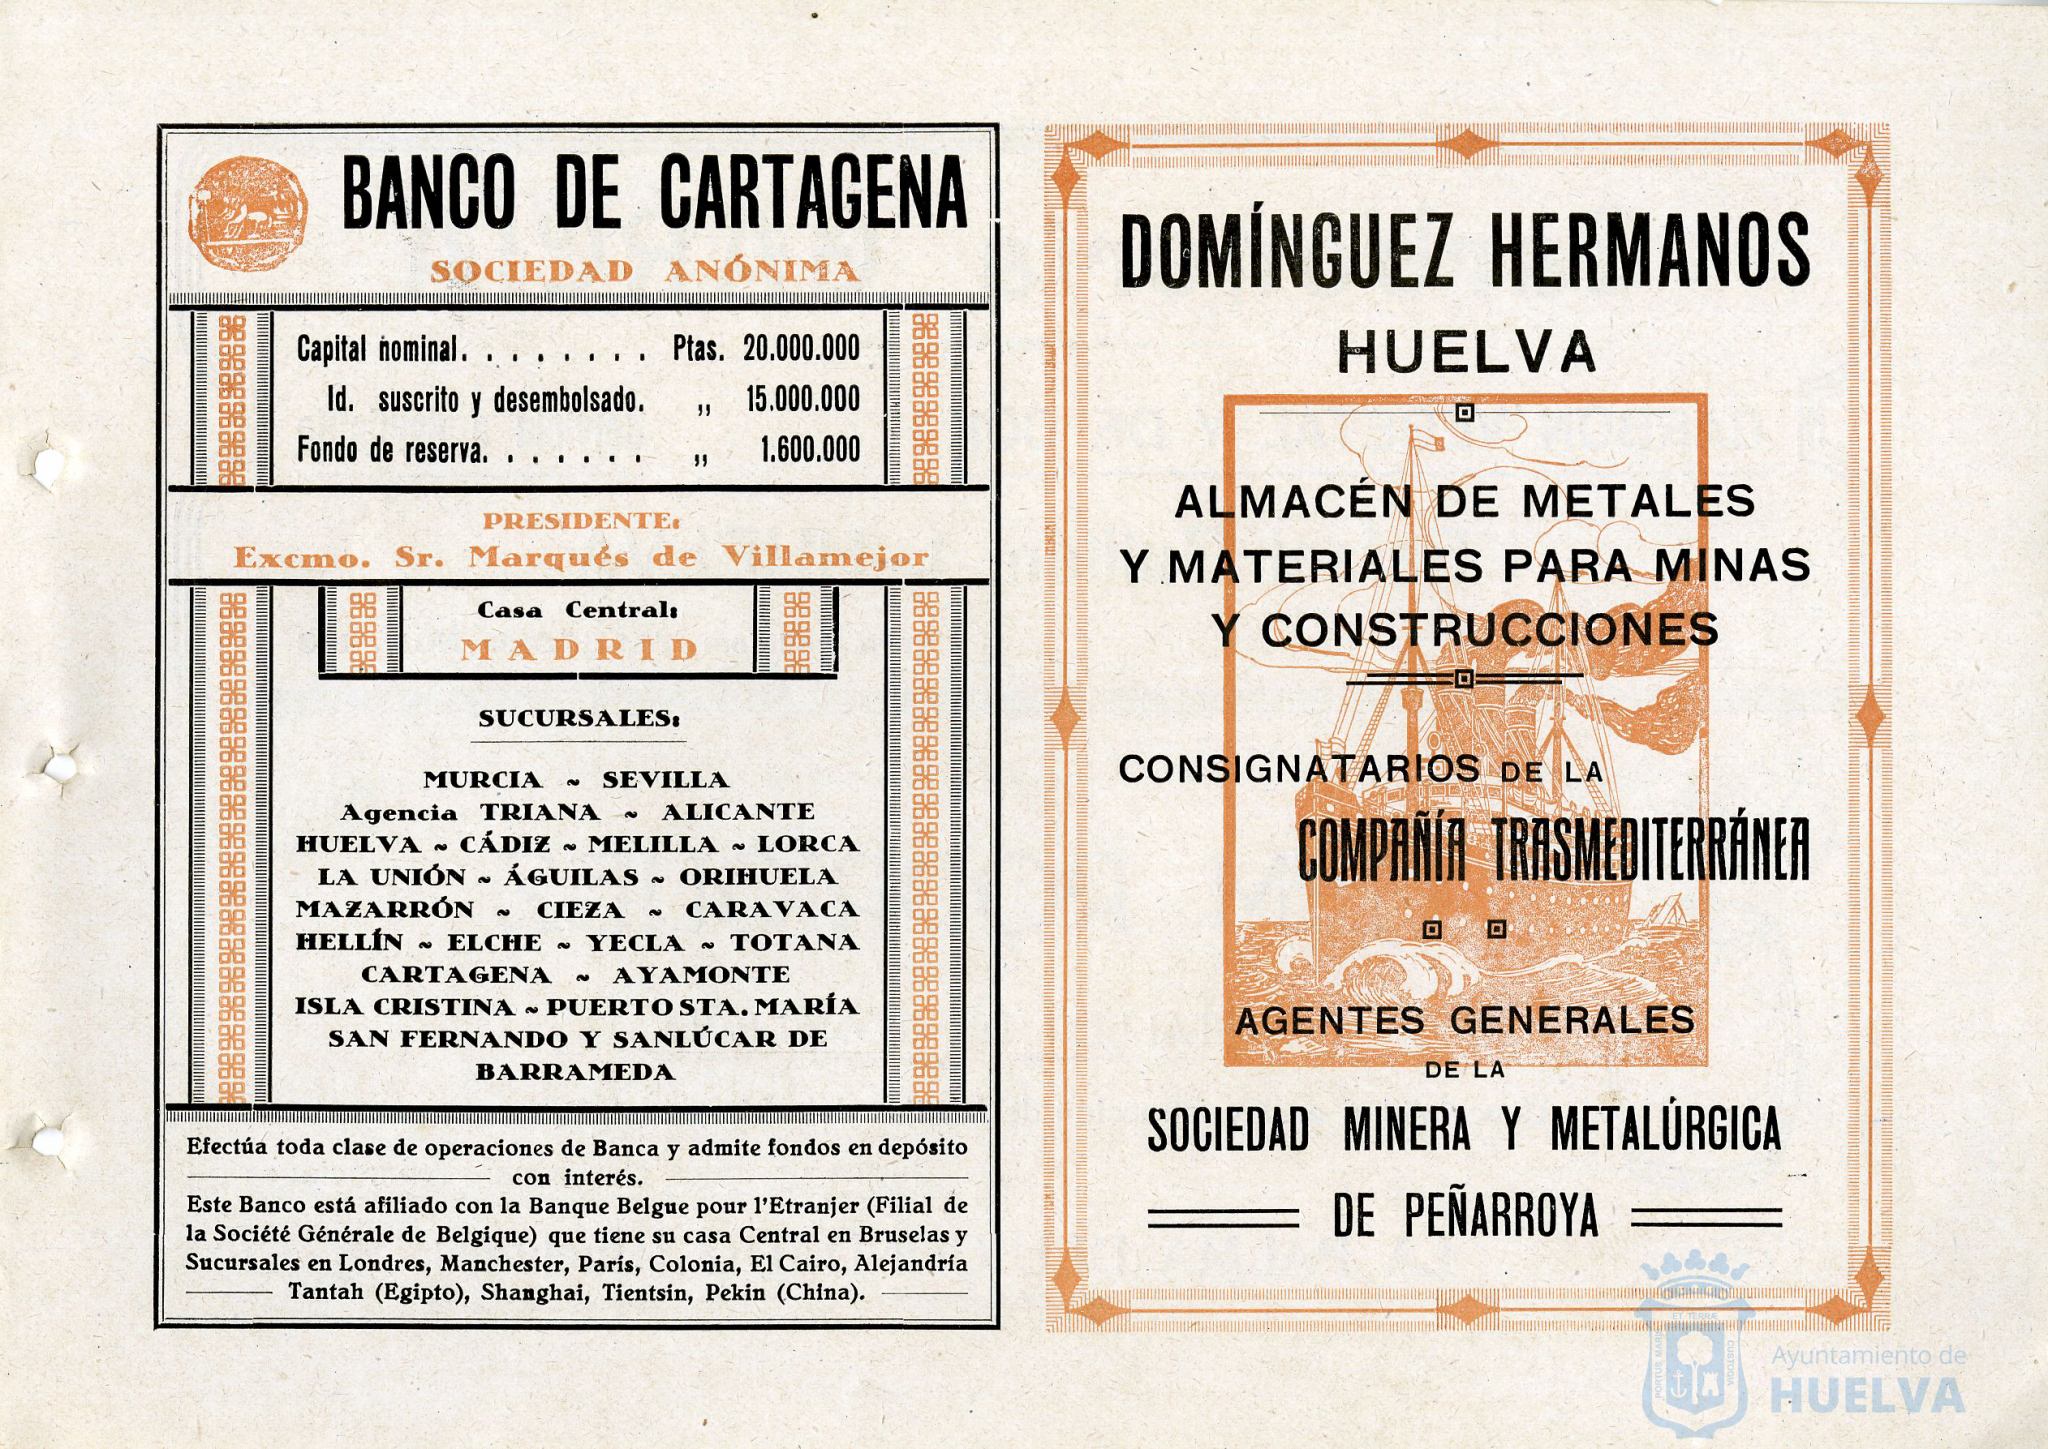 BANCO DE CARTAGENA
SOCIEDAD ANÓNIMA
Capital nominal. . . . . . . . Ptas. 20.000.000
Id. suscrito y desembolsado. ,, 15.000.000
Fondo de reserva. . . . . . . ,, 1.600.000
PRESIDENTE:
Excmo. Sr. Marqués de Villamejor
Casa Central:
MADRID
SUCURSALES:
MURCIA ~ SEVILLA
Agencia TRIANA ~ ALICANTE
HUELVA ~ CÁDIZ ~ MELILLA ~ LORCA
LA UNIÓN ~ ÁGUILAS ~ ORIHUELA
MAZARRÓN ~ CIEZA ~ CARAVACA
HELLÍN ~ ELCHE ~ YECLA ~ TOTANA
CARTAGENA ~ AYAMONTE
ISLA CRISTINA ~ PUERTO STA. MARÍA
SAN FERNANDO Y SANLÚCAR DE
BARRAMEDA
Efectúa toda clase de operaciones de Banca y admite fondos en depósito
con interés.
Este Banco está afiliado con la Banque Belgue pour l'Etranjer (Filial de
la Société Générale de Belgique) que tiene su casa Central en Bruselas y
Sucursales en Londres, Manchester, París, Colonia, El Cairo, Alejandría
Tantah (Egipto), Shanghai, Tientsin, Pekin (China).
DOMÍNGUEZ HERMANOS
HUELVA
ALMACÉN DE METALES
Y MATERIALES PARA MINAS
Y CONSTRUCCIONES
CONSIGNATARIOS DE LA
COMPAÑÍA TRASMEDITERRÁNEA
AGENTES GENERALES
DE LA
SOCIEDAD MINERA Y METALÚRGICA
DE PEÑARROYA
PORTUS MARIS
ET TERRÆ
CUSTODIA
Ayuntamiento de
HUELVA